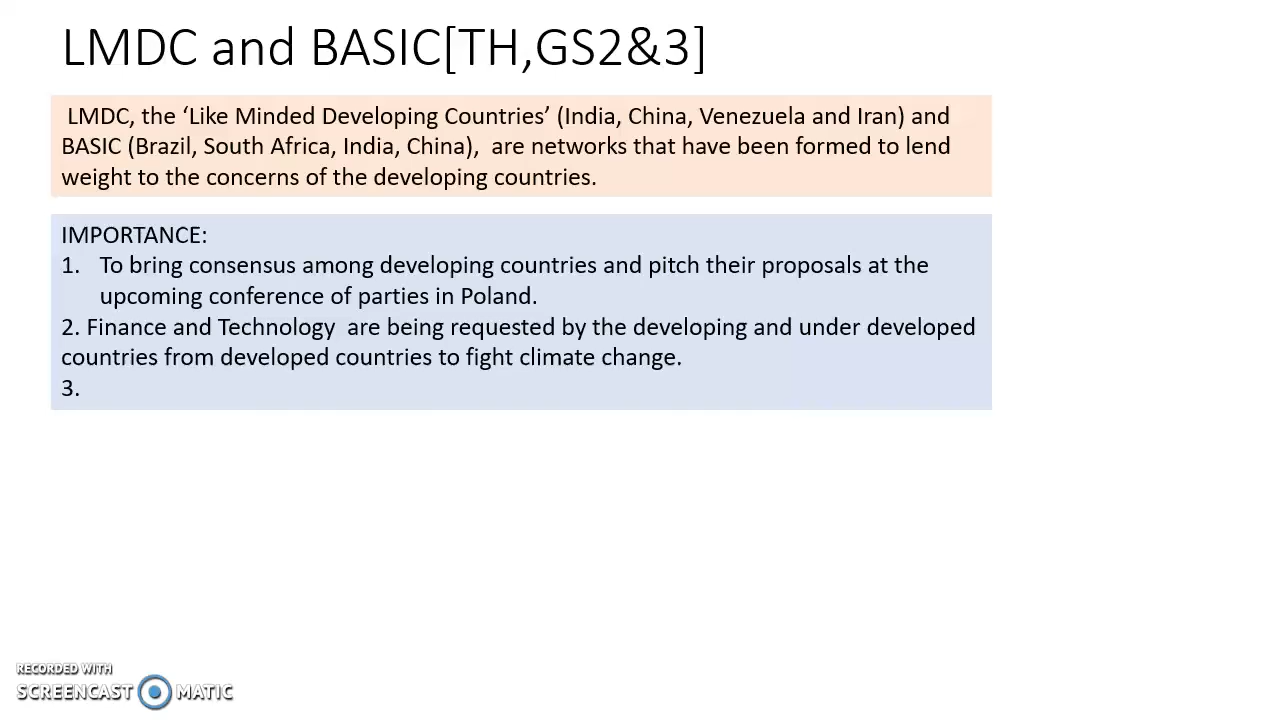 LMDC and BASIC[TH,GS2&3]
LMDC, the ‘Like Minded Developing Countries’ (India, China, Venezuela and Iran) and
BASIC (Brazil, South Africa, India, China),  are networks that have been formed to lend
weight to the concerns of the developing countries.
IMPORTANCE:
1. To bring consensus among developing countries and pitch their proposals at the
upcoming conference of parties in Poland.
2. Finance and Technology  are being requested by the developing and under developed
countries from developed countries to fight climate change.
3.
RECORDED WITH
SCREENCAST MATIC